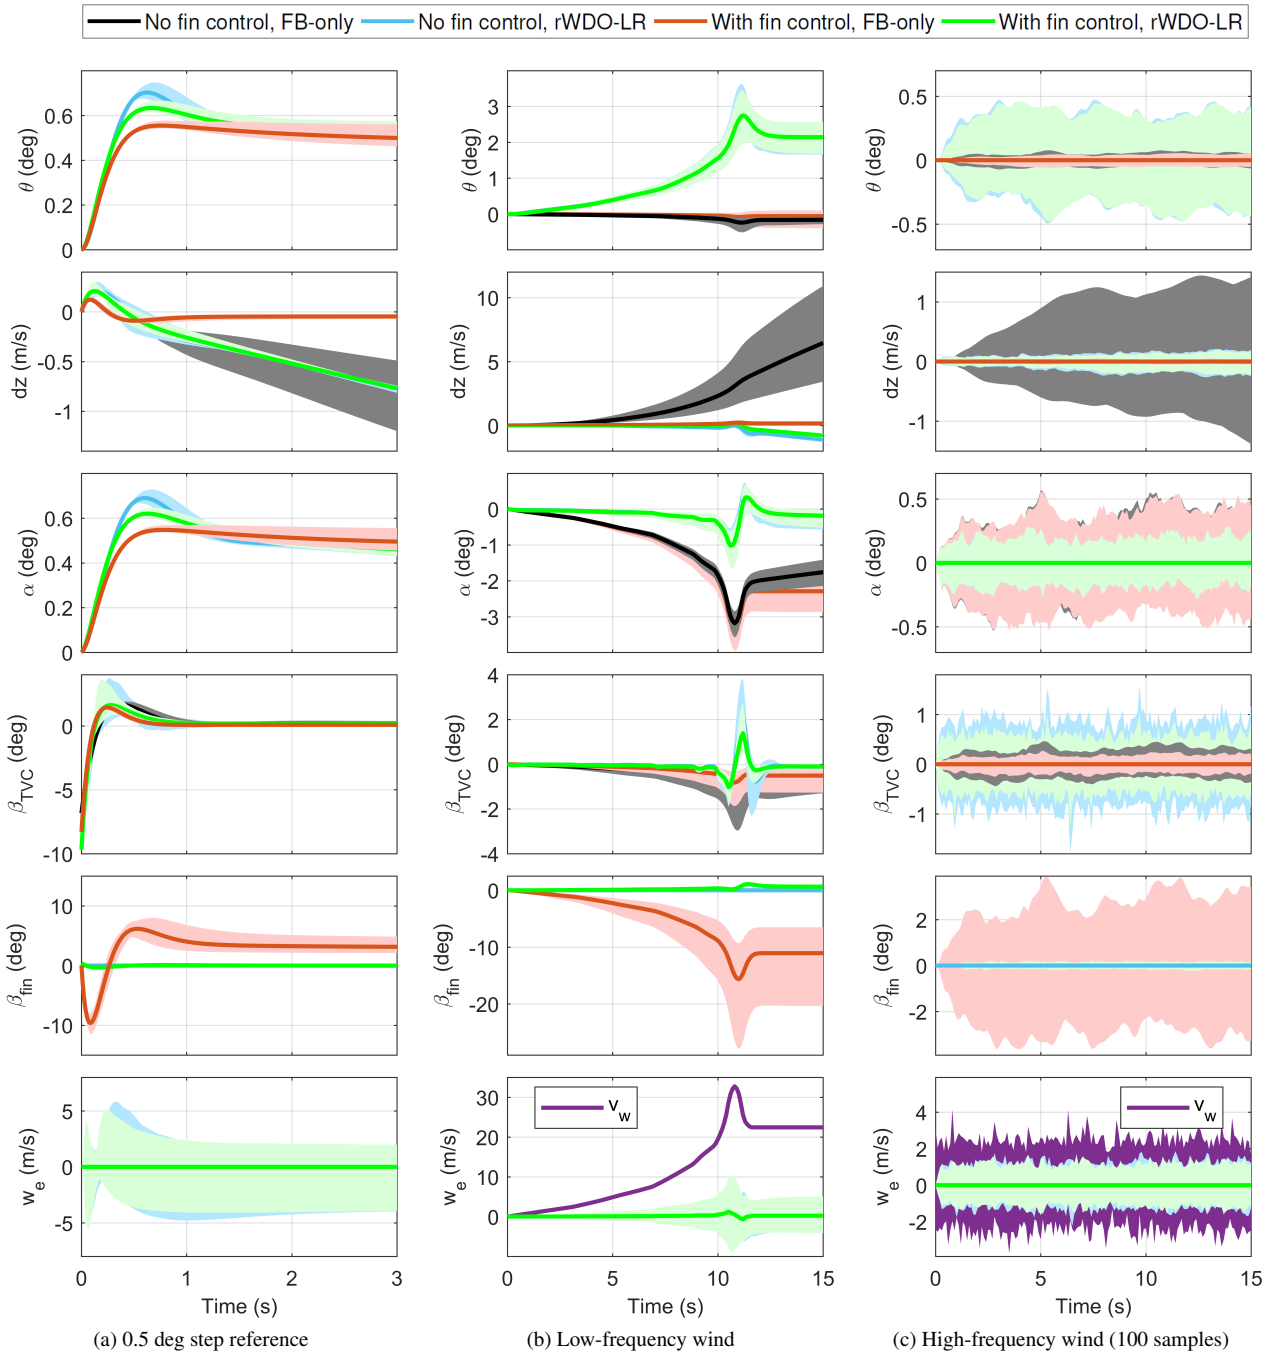 No fin control, FB-only No fin control, rWDO-LR With fin control, FB-only With fin control, rWDO-LR
θ (deg)
0.6
0.4
0.2
0
θ (deg)
3
2
1
0
θ (deg)
0.5
0
-0.5
dz (m/s)
0
-0.5
-1
dz (m/s)
10
5
0
dz (m/s)
1
0
-1
α (deg)
0.6
0.4
0.2
0
α (deg)
0
-1
-2
-3
α (deg)
0.5
0
-0.5
βTVC (deg)
0
-5
-10
βTVC (deg)
4
2
0
-2
-4
βTVC (deg)
1
0
-1
βfin (deg)
10
0
-10
βfin (deg)
0
-10
-20
βfin (deg)
2
0
-2
we (m/s)
5
0
-5
we (m/s)
30
20
10
0
vw
we (m/s)
4
2
0
-2
vw
0 1 2 3
0 5 10 15
0 5 10 15
Time (s)
Time (s)
Time (s)
(a) 0.5 deg step reference
(b) Low-frequency wind
(c) High-frequency wind (100 samples)